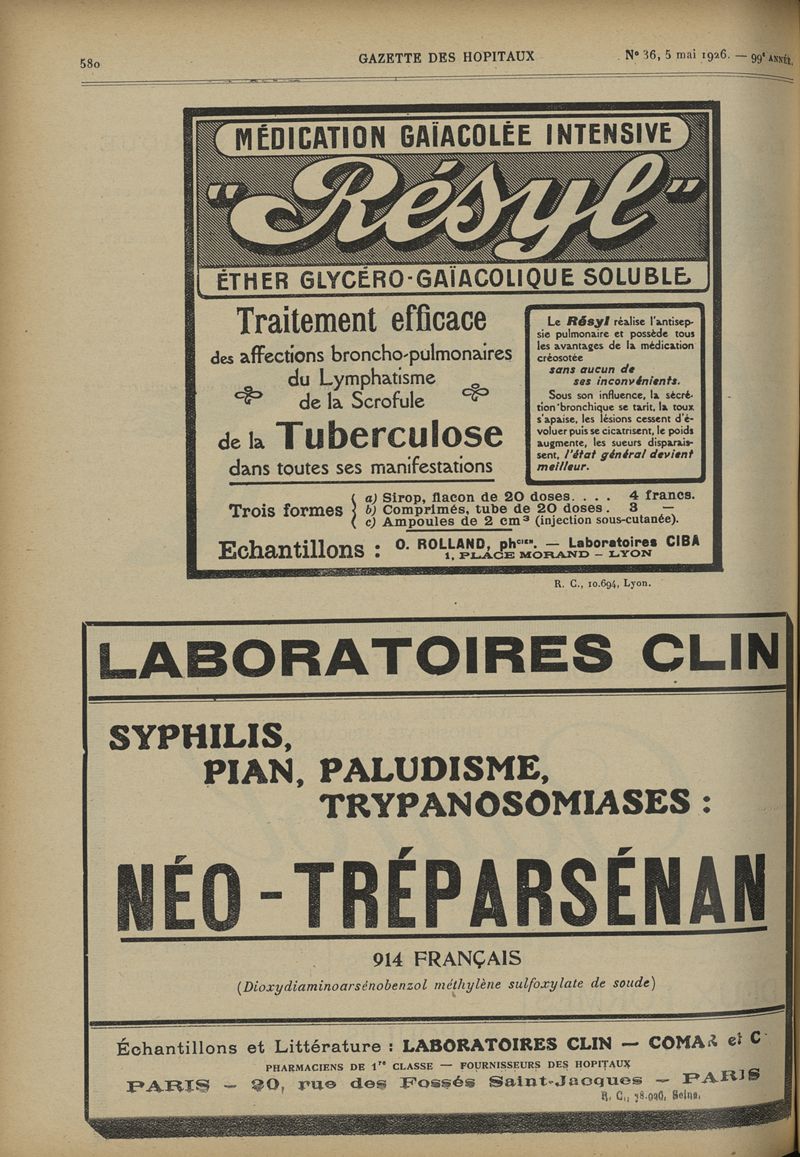 580
GAZETTE DES HOPITAUX
N° 36, 5 mai 1926. — 99e ANNÉE.
MÉDICATION GAÏACOLÉE INTENSIVE
"Résyl"
ÉTHER GLYCÉRO-GAÏACOLIQUE SOLUBLE
Traitement efficace
des affections broncho-pulmonaires
du Lymphatisme
de la Scrofule
de la Tuberculose
dans toutes ses manifestations
Le Résyl réalise l'antisep-
sie pulmonaire et possède tous
les avantages de la médication
créosotée
sans aucun de
ses inconvénients.
Sous son influence, la sécré-
tion bronchique se tarit, la toux
s'apaise, les lésions cessent d'é-
voluer puis se cicatrisent, le poids
augmente, les sueurs disparais-
sent, l'état général devient
meilleur.
Trois formes
a) Sirop, flacon de 20 doses. . . . 4 francs.
b) Comprimés, tube de 20 doses. 3 —
c) Ampoules de 2 cm³ (injection sous-cutanée).
Echantillons : O. ROLLAND, phcien. — Laboratoires CIBA
1, PLACE MORAND – LYON
R. C., 10.694, Lyon.
LABORATOIRES CLIN
SYPHILIS,
PIAN, PALUDISME,
TRYPANOSOMIASES :
NÉO-TRÉPARSÉNAN
914 FRANÇAIS
(Dioxydiaminoarsénobenzol méthylène sulfoxylate de soude)
Échantillons et Littérature : LABORATOIRES CLIN — COMAR et C
PHARMACIENS DE 1re CLASSE — FOURNISSEURS DES HOPITAUX
PARIS — 20, rue des Fossés Saint-Jacques — PARIS
R. C., Seine.